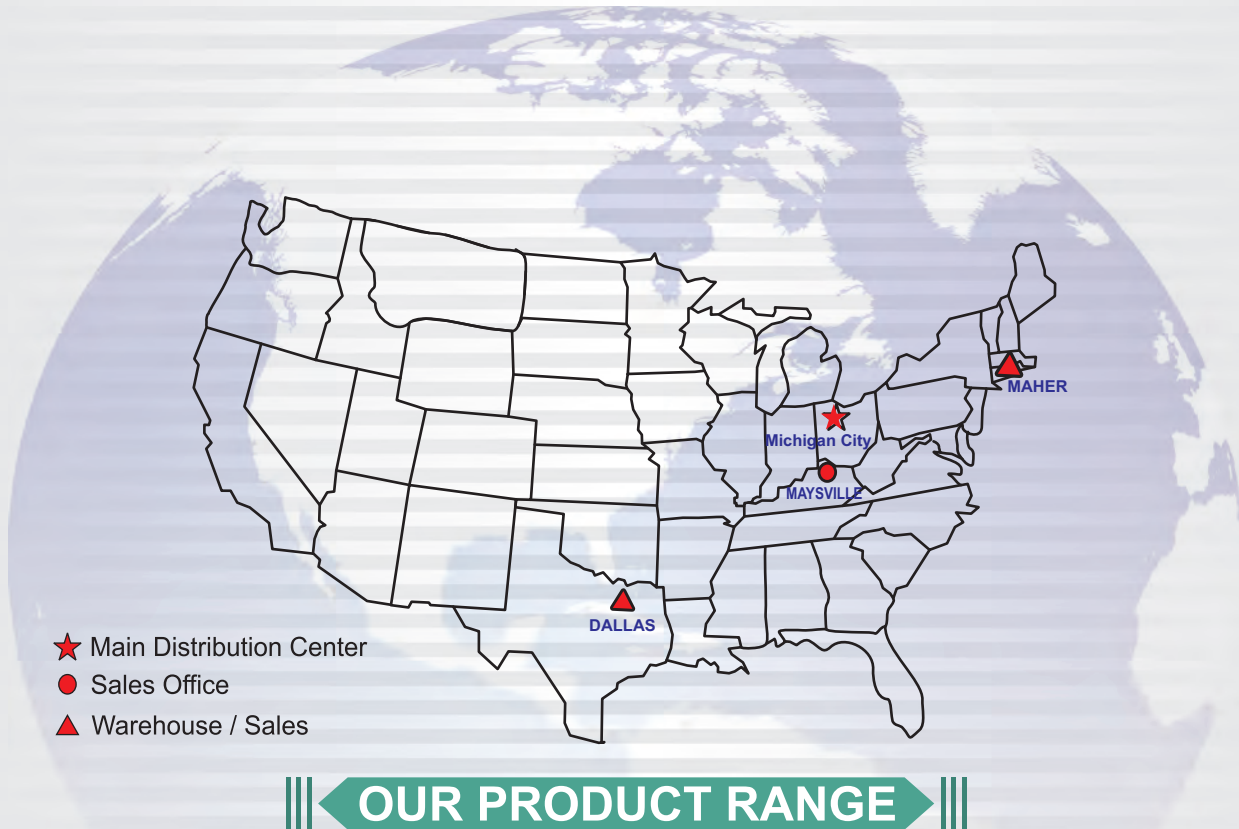 MAHER
Michigan City
MAYSVILLE
DALLAS
Main Distribution Center
Sales Office
Warehouse / Sales
OUR PRODUCT RANGE